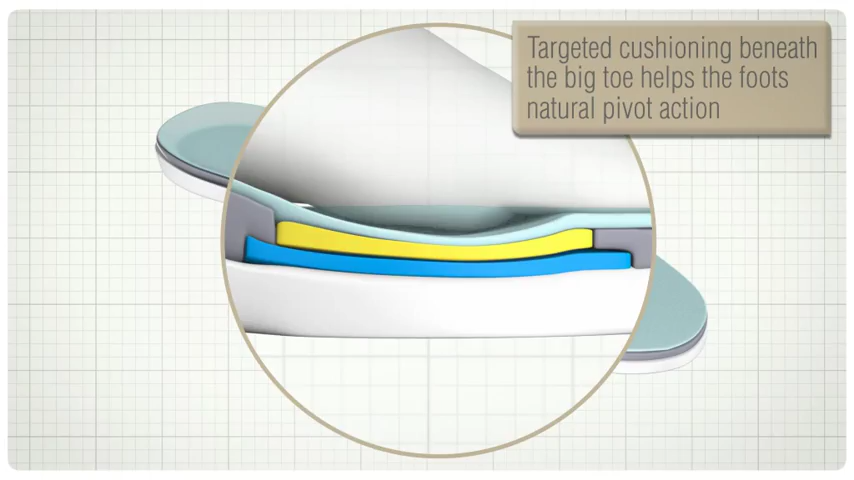 Targeted cushioning beneath
the big toe helps the foots
natural pivot action